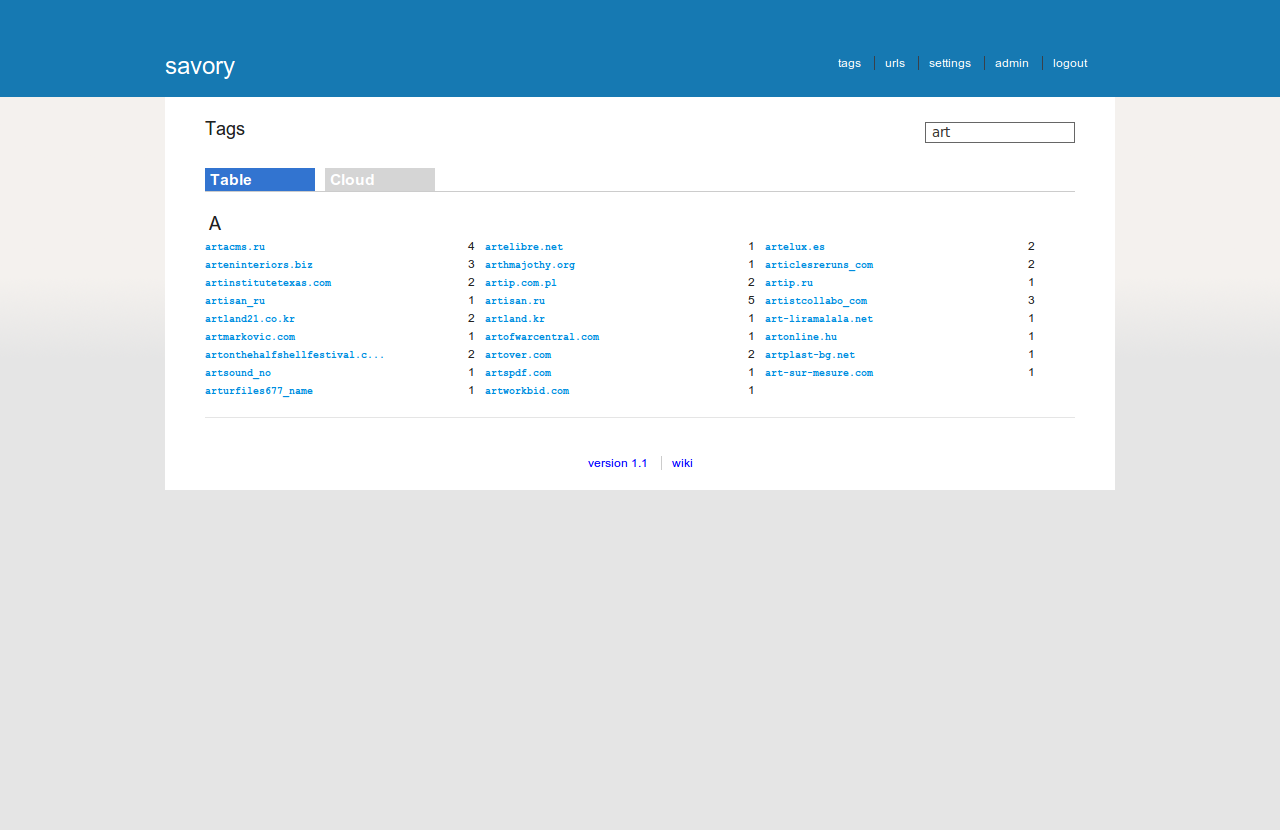 savory
tags urls settings admin logout
Tags
art
Table Cloud
A
artacms.ru 4 artelibre.net 1 artelux.es 2
arteninteriors.biz 3 arthmajothy.org 1 articlesreruns_com 2
artinstitutetexas.com 2 artip.com.pl 2 artip.ru 1
artisan_ru 1 artisan.ru 5 artistcollabo_com 3
artland21.co.kr 2 artland.kr 1 art-liramalala.net 1
artmarkovic.com 1 artofwarcentral.com 1 artonline.hu 1
artonthehalfshellfestival.c... 2 artover.com 2 artplast-bg.net 1
artsound_no 1 artspdf.com 1 art-sur-mesure.com 1
arturfiles677_name 1 artworkbid.com 1
version 1.1 wiki